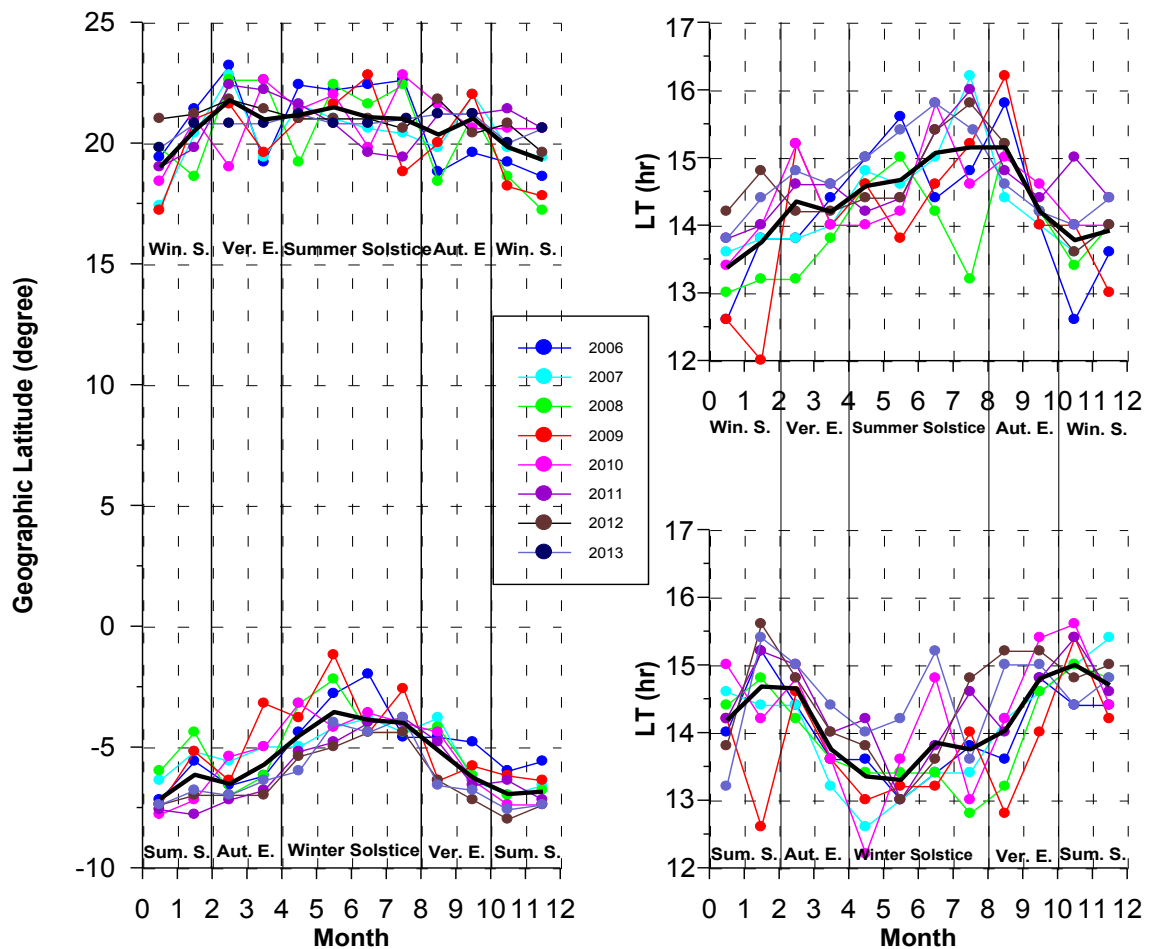 25
20
15
10
5
0
-5
-10
Geographic Latitude (degree)
Win. S. Ver. E. Summer Solstice Aut. E Win. S.
Sum. S. Aut. E. Winter Solstice Ver. E. Sum. S.
0 1 2 3 4 5 6 7 8 9 10 11 12
Month
2006
2007
2008
2009
2010
2011
2012
2013
17
16
15
14
13
12
LT (hr)
0 1 2 3 4 5 6 7 8 9 10 11 12
Win. S. Ver. E. Summer Solstice Aut. E. Win. S.
17
16
15
14
13
12
LT (hr)
Sum. S. Aut. E. Winter Solstice Ver. E. Sum. S.
0 1 2 3 4 5 6 7 8 9 10 11 12
Month